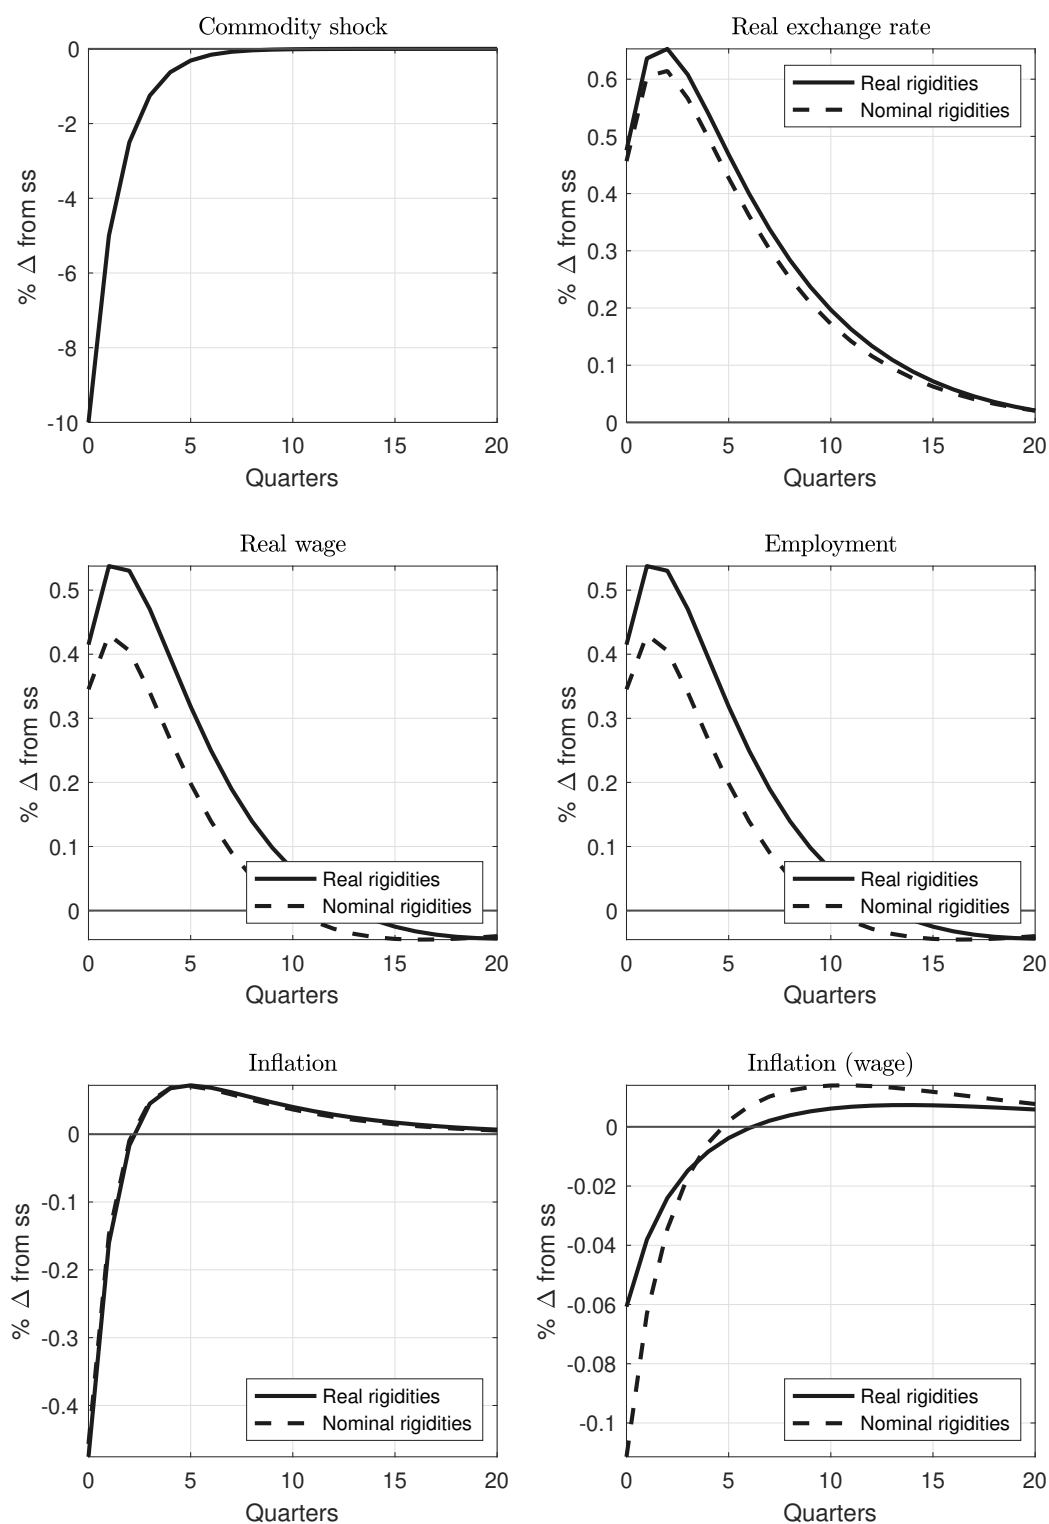 Commodity shock
0
-2
-4
-6
-8
-10
% Δ from ss
0 5 10 15 20
Quarters
Real exchange rate
0.6
0.5
0.4
0.3
0.2
0.1
0
% Δ from ss
Real rigidities
Nominal rigidities
0 5 10 15 20
Quarters
Real wage
0.5
0.4
0.3
0.2
0.1
0
% Δ from ss
Real rigidities
Nominal rigidities
0 5 10 15 20
Quarters
Employment
0.5
0.4
0.3
0.2
0.1
0
% Δ from ss
Real rigidities
Nominal rigidities
0 5 10 15 20
Quarters
Inflation
0
-0.1
-0.2
-0.3
-0.4
% Δ from ss
Real rigidities
Nominal rigidities
0 5 10 15 20
Quarters
Inflation (wage)
0
-0.02
-0.04
-0.06
-0.08
-0.1
% Δ from ss
Real rigidities
Nominal rigidities
0 5 10 15 20
Quarters